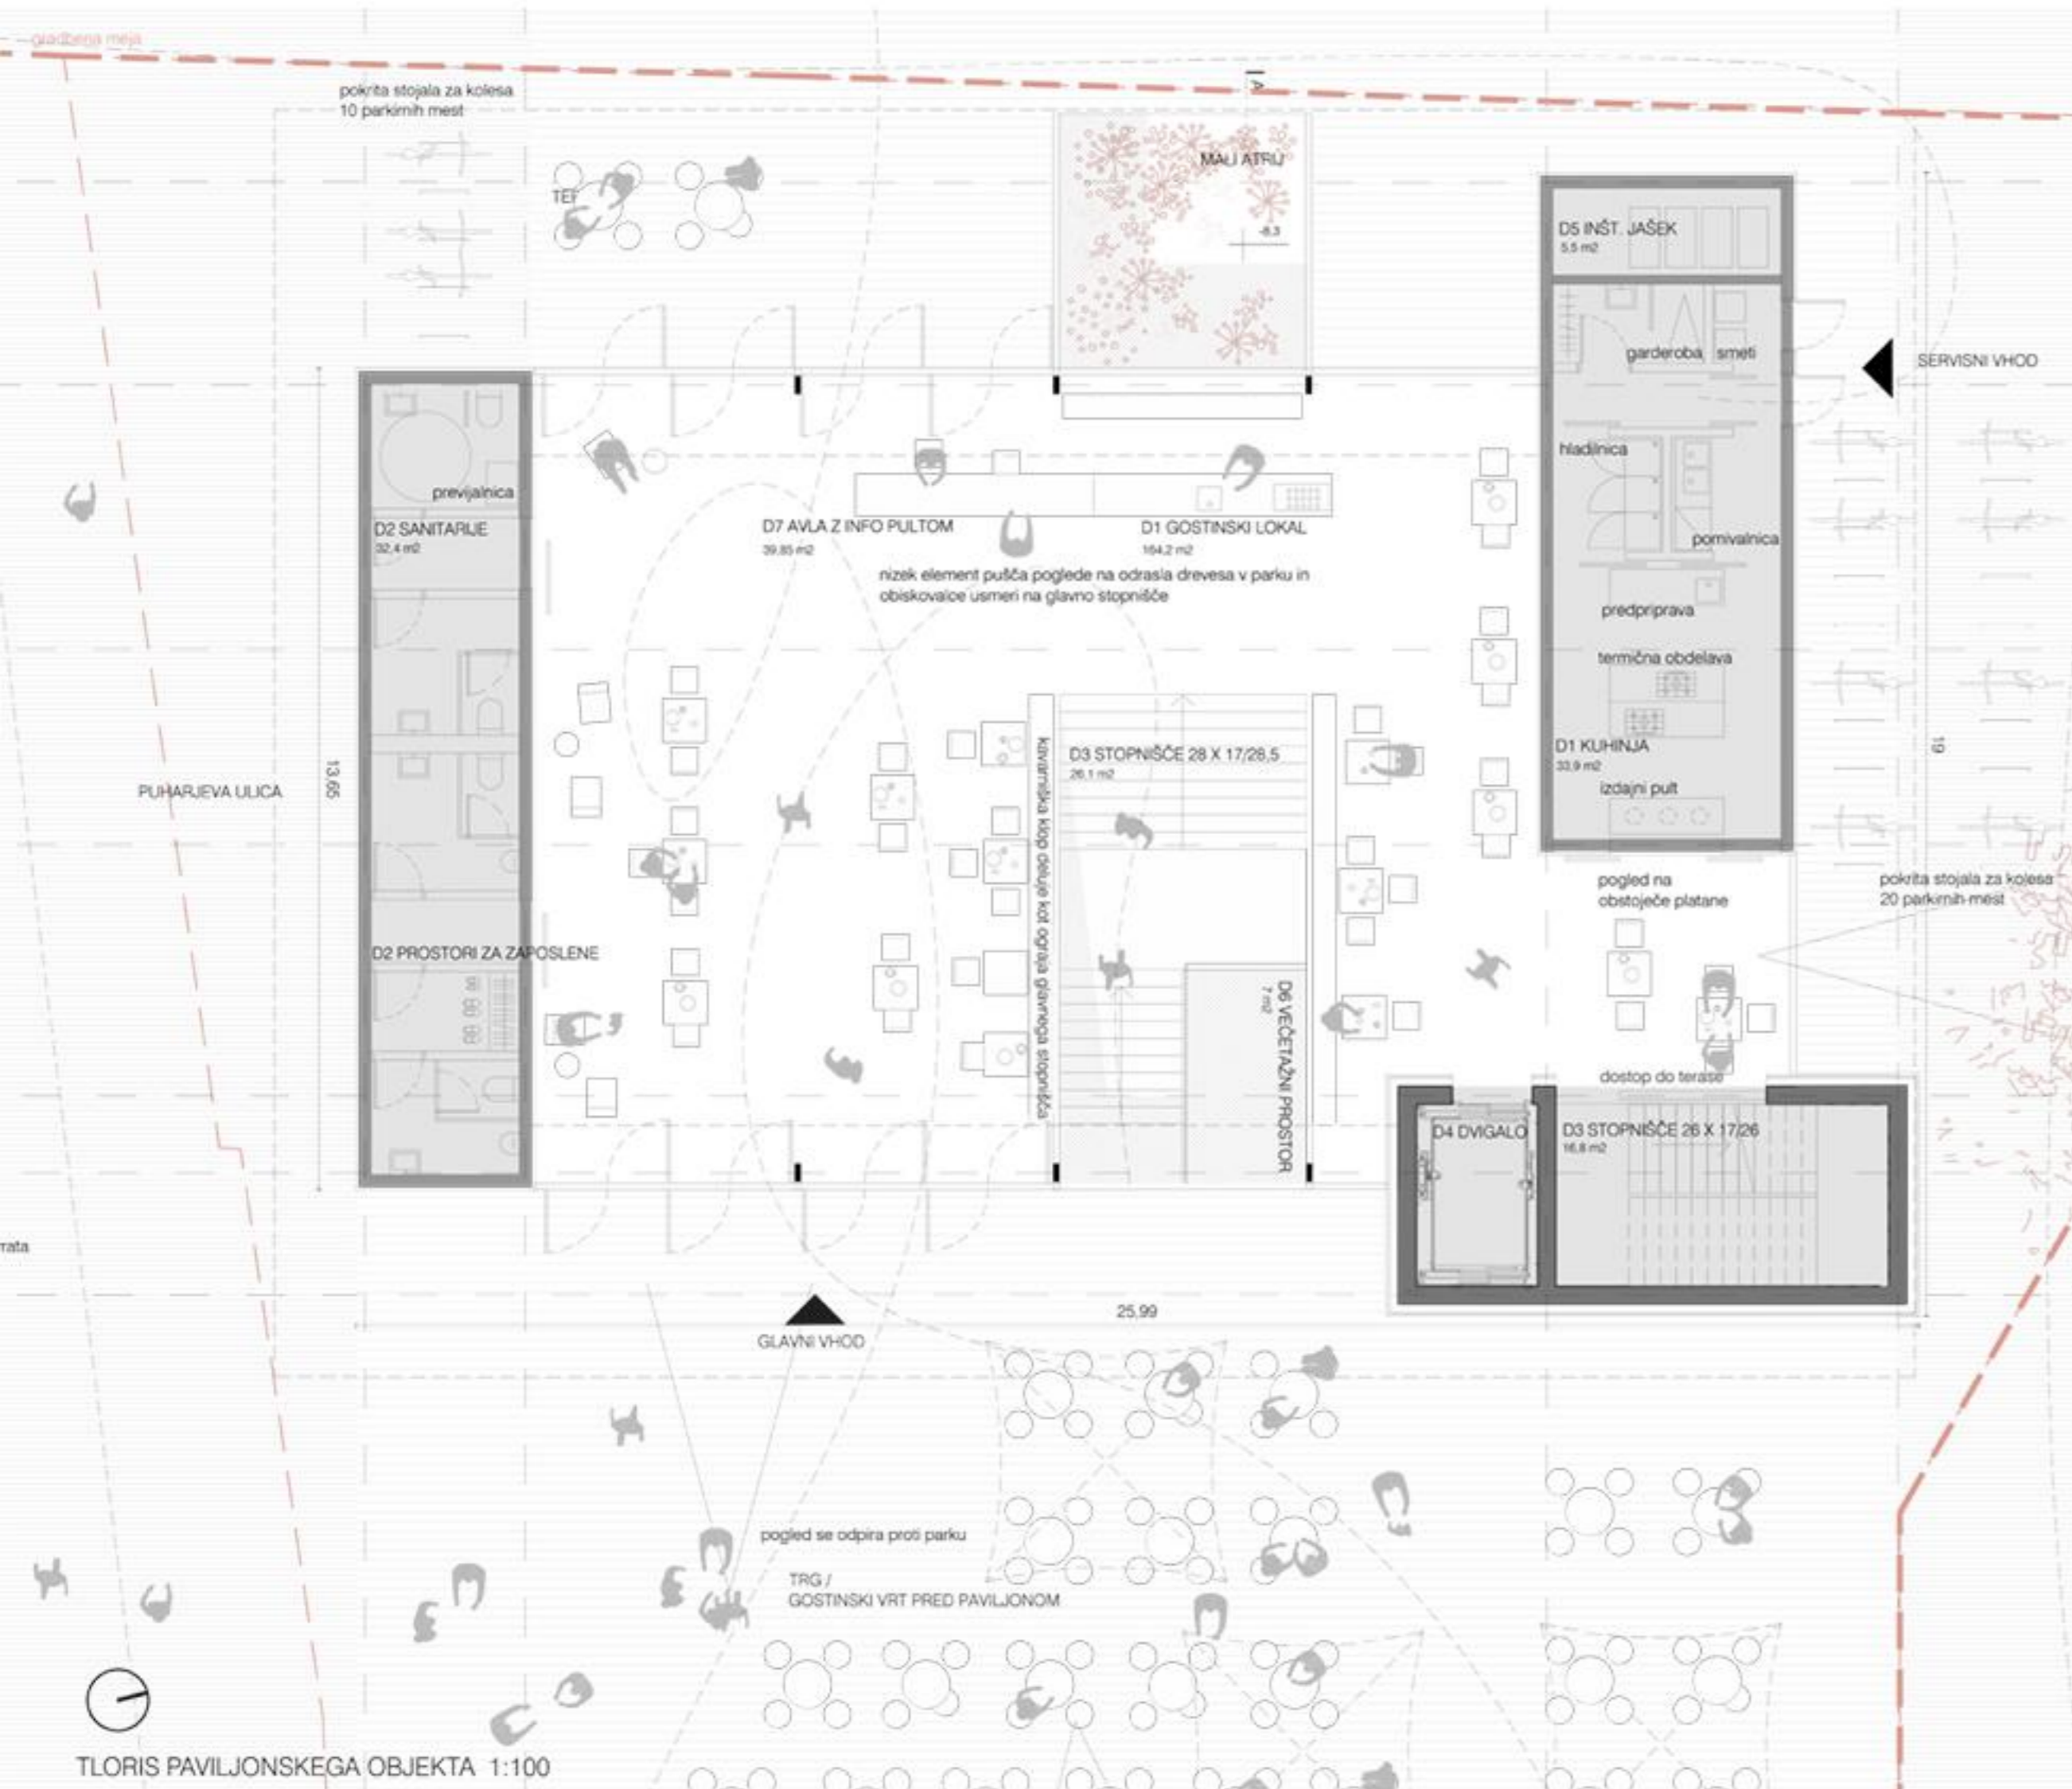 gradbena meja
pokrita stojala za kolesa
10 parkirnih mest
A
MALI ATRIJ
-8.3
D5 INŠT. JAŠEK
5,5 m2
garderoba
smeti
SERVISNI VHOD
hladilnica
previjalnica
D2 SANITARIJE
32,4 m2
D7 AVLA Z INFO PULTOM
39,85 m2
D1 GOSTINSKI LOKAL
164,2 m2
pomivalnica
nizek element pušča poglede na odrasla drevesa v parku in
obiskovalce usmeri na glavno stopnišče
predpriprava
termična obdelava
D1 KUHINJA
33,9 m2
izdajni pult
D3 STOPNIŠČE 28 X 17/28,5
26,1 m2
kavarniška klop deluje kot ograja glavnega stopnišča
PUHARJEVA ULICA
13,65
19
pogled na
obstoječe platane
pokrita stojala za kolesa
20 parkirnih mest
D2 PROSTORI ZA ZAPOSLENE
D6 VEČETAŽNI PROSTOR
7 m2
dostop do terase
D4 DVIGALO
D3 STOPNIŠČE 26 X 17/26
16,8 m2
25,99
GLAVNI VHOD
pogled se odpira proti parku
TRG /
GOSTINSKI VRT PRED PAVILJONOM
TLORIS PAVILJONSKEGA OBJEKTA 1:100